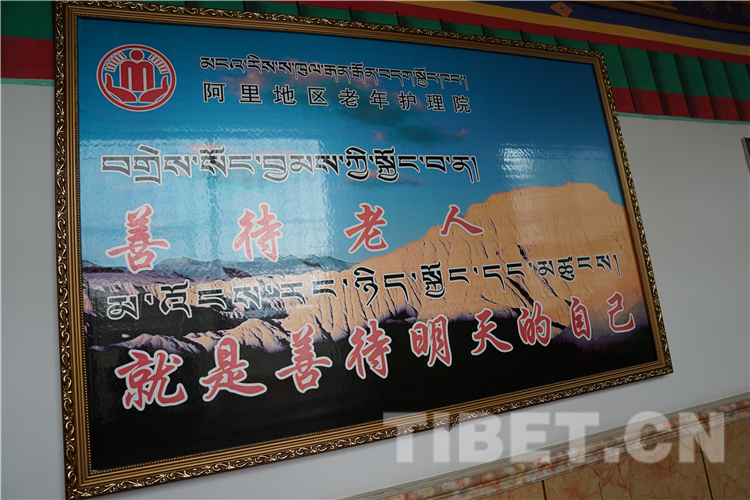 མངའ་རིས་ས་ཁུལ་རྒན་རྒོན་བདག་སྐྱོང་ཁང་།
阿里地区老年护理院
བགྲེས་སོང་བྱམས་ཀྱི་སྐྱོང་བ་ན།
善待老人
མ་འོངས་རང་ཉིད་སྐྱོང་དང་མཚུངས།
就是善待明天的自己
TIBET.CN